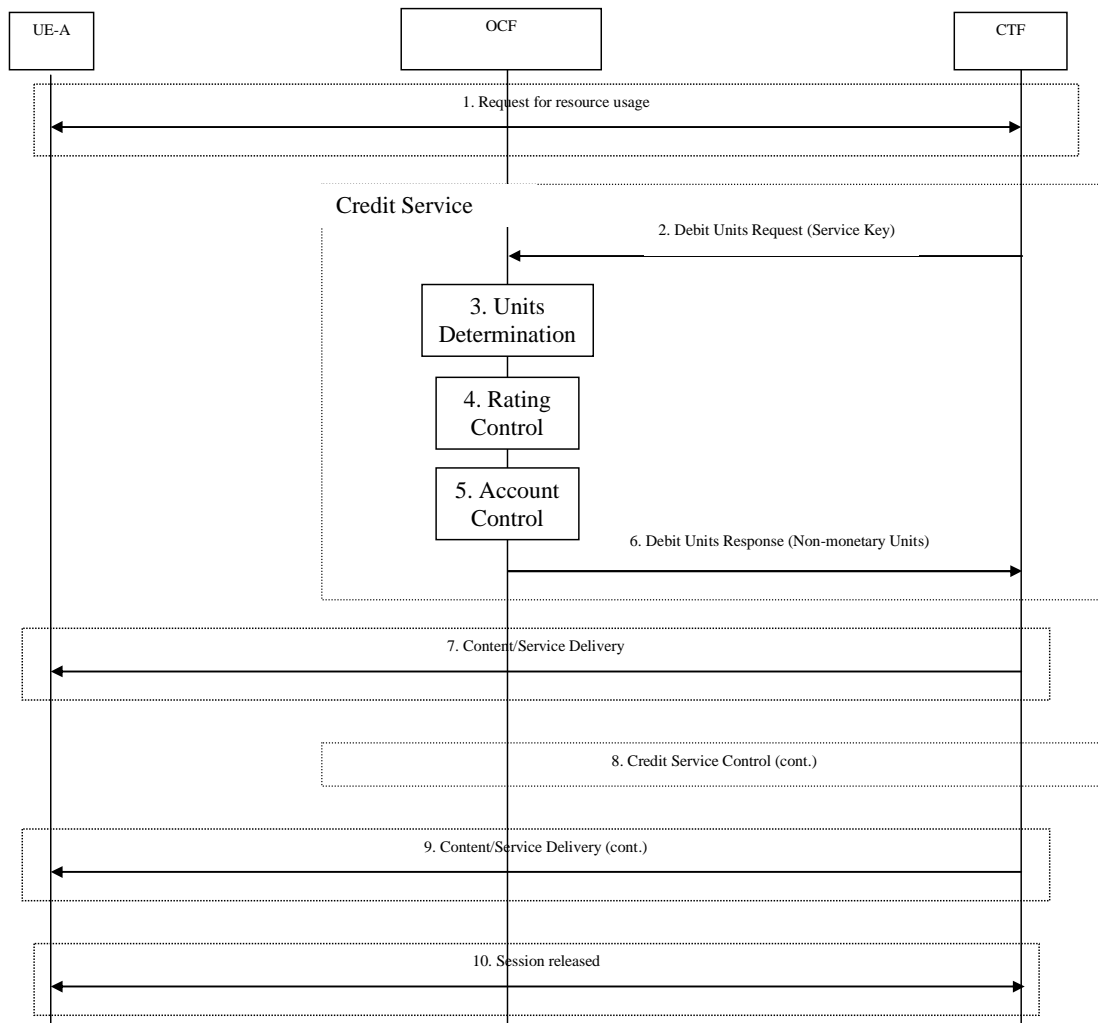 UE-A
OCF
CTF
1. Request for resource usage
Credit Service
2. Debit Units Request (Service Key)
3. Units
Determination
4. Rating
Control
5. Account
Control
6. Debit Units Response (Non-monetary Units)
7. Content/Service Delivery
8. Credit Service Control (cont.)
9. Content/Service Delivery (cont.)
10. Session released